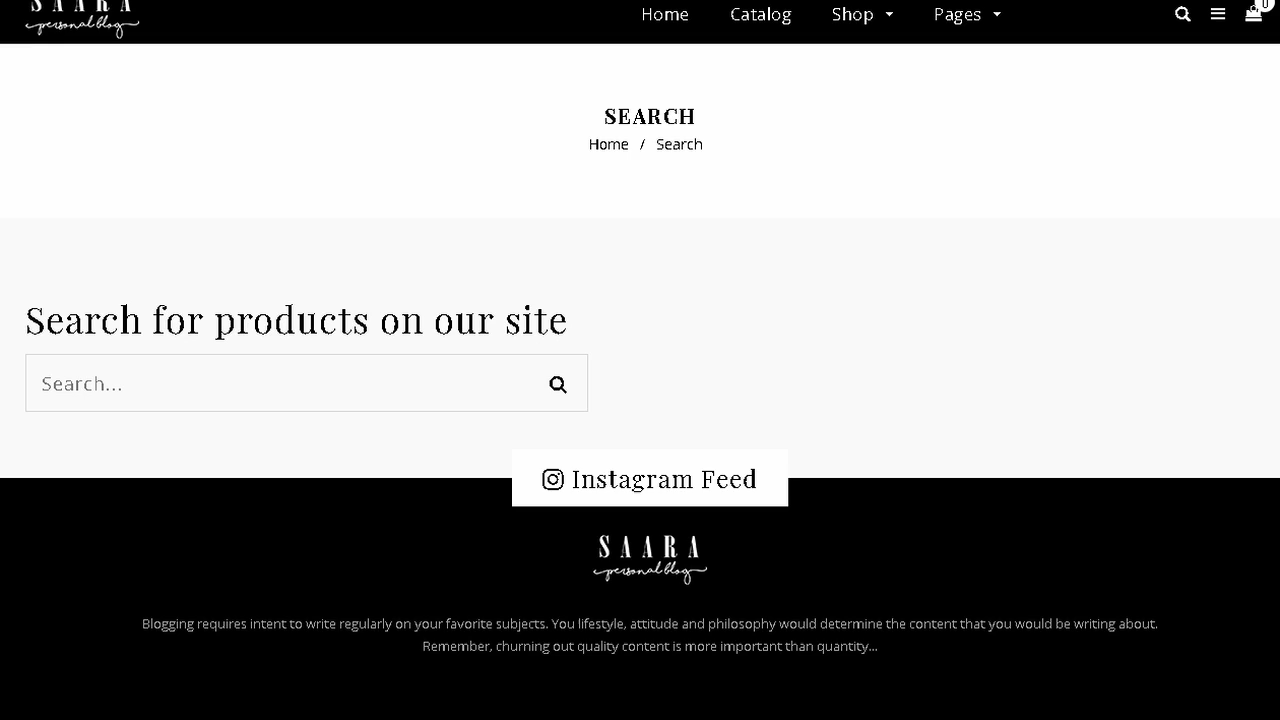 SAARA
personal blog
Home Catalog Shop Pages
0
SEARCH
Home / Search
Search for products on our site
Search...
Instagram Feed
SAARA
personal blog
Blogging requires intent to write regularly on your favorite subjects. You lifestyle, attitude and philosophy would determine the content that you would be writing about.
Remember, churning out quality content is more important than quantity...